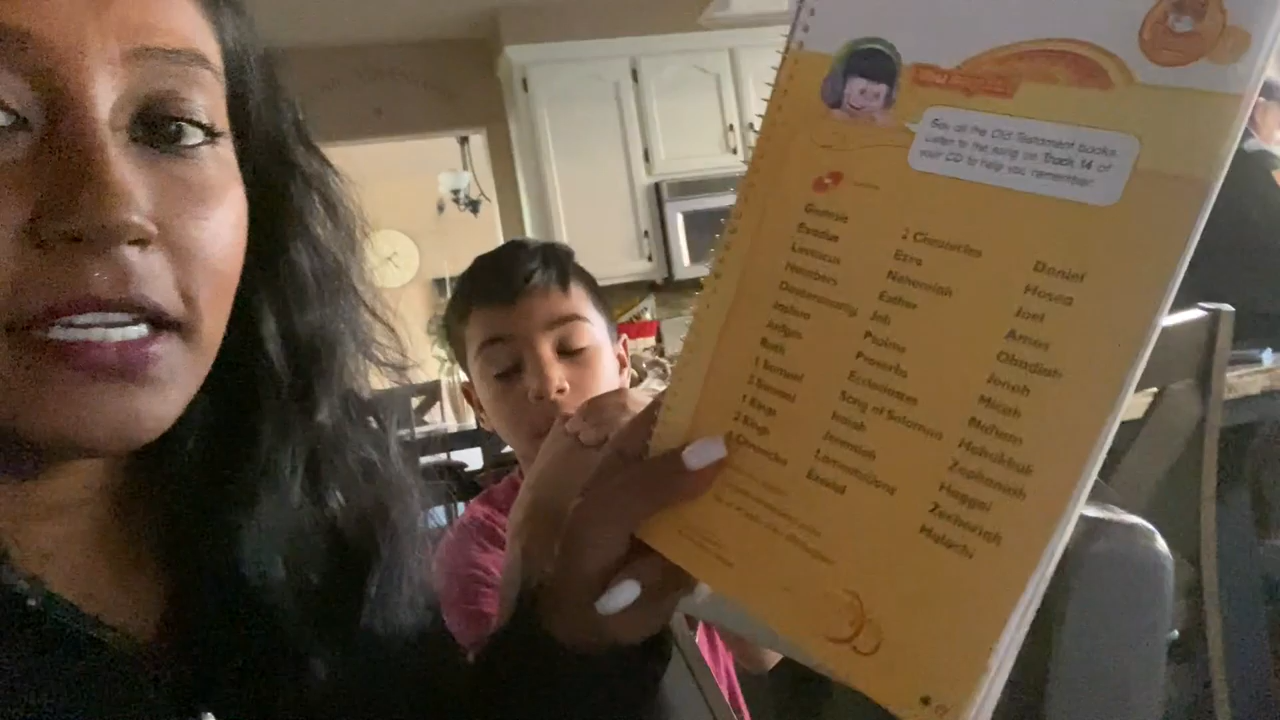 Say all the Old Testament books.
Listen to the song on Track 14 of
your CD to help you remember.
Genesis
Exodus
Leviticus
Numbers
Deuteronomy
Joshua
Judges
Ruth
1 Samuel
2 Samuel
1 Kings
2 Kings
1 Chronicles
2 Chronicles
Ezra
Nehemiah
Esther
Job
Psalms
Proverbs
Ecclesiastes
Song of Solomon
Isaiah
Jeremiah
Lamentations
Ezekiel
Daniel
Hosea
Joel
Amos
Obadiah
Jonah
Micah
Nahum
Habakkuk
Zephaniah
Haggai
Zechariah
Malachi